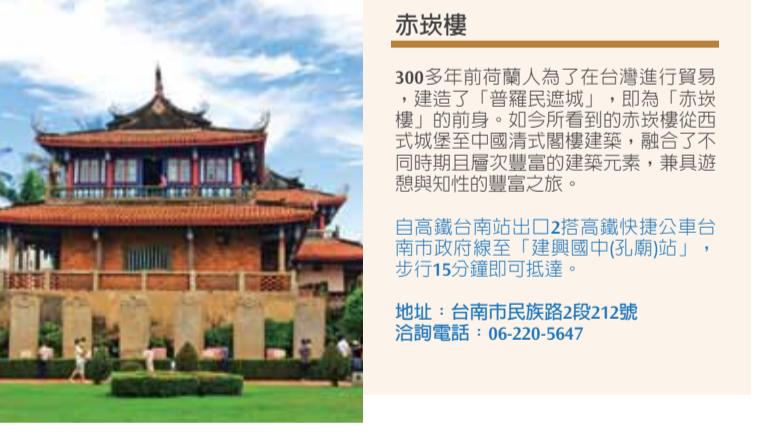 赤崁樓
300多年前荷蘭人為了在台灣進行貿易
，建造了「普羅民遮城」，即為「赤崁
樓」的前身。如今所看到的赤崁樓從西
式城堡至中國清式閣樓建築，融合了不
同時期且層次豐富的建築元素，兼具遊
憩與知性的豐富之旅。
自高鐵台南站出口2搭高鐵快捷公車台
南市政府線至「建興國中(孔廟)站」，
步行15分鐘即可抵達。
地址：台南市民族路2段212號
洽詢電話：06-220-5647